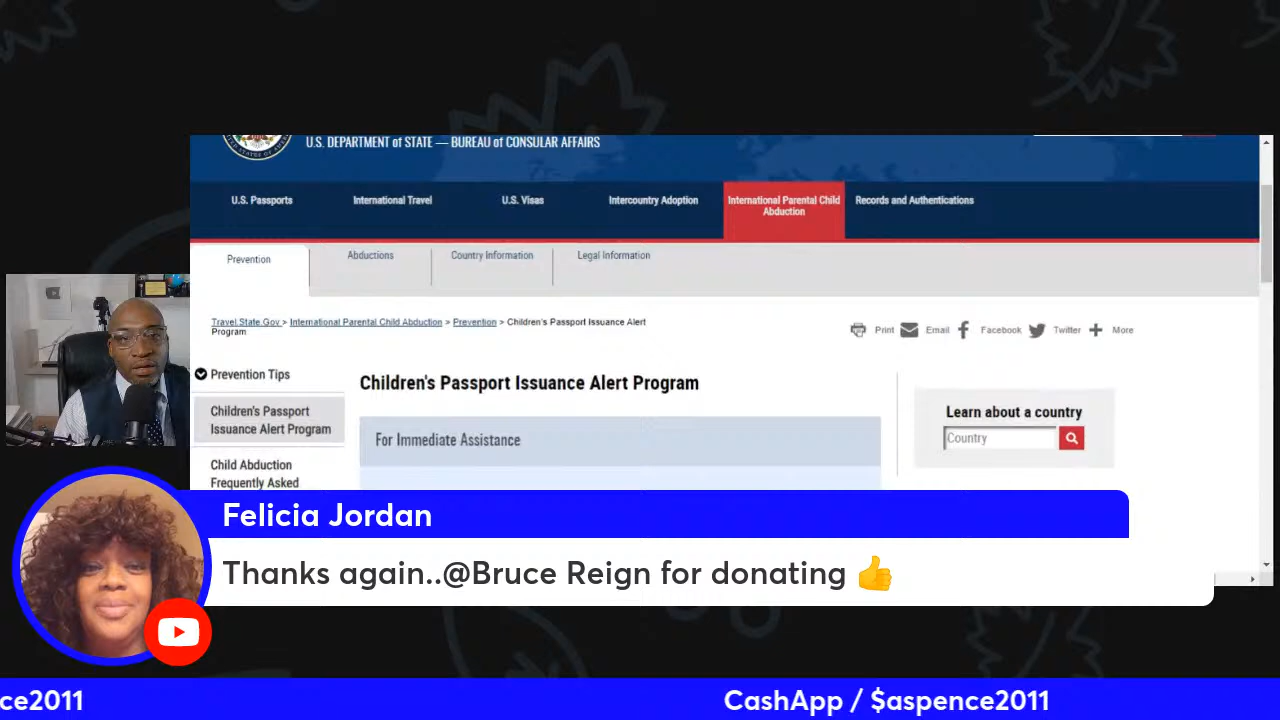 U.S. DEPARTMENT of STATE — BUREAU of CONSULAR AFFAIRS
U.S. Passports
International Travel
U.S. Visas
Intercountry Adoption
International Parental Child
Abduction
Records and Authentications
Prevention
Abductions
Country Information
Legal Information
Travel.State.Gov > International Parental Child Abduction > Prevention > Children's Passport Issuance Alert
Program
Print
Email
Facebook
Twitter
More
Prevention Tips
Children's Passport
Issuance Alert Program
Child Abduction
Frequently Asked
Children's Passport Issuance Alert Program
For Immediate Assistance
Learn about a country
Country
Felicia Jordan
Thanks again..@Bruce Reign for donating 👍
ce2011
CashApp / $aspence2011